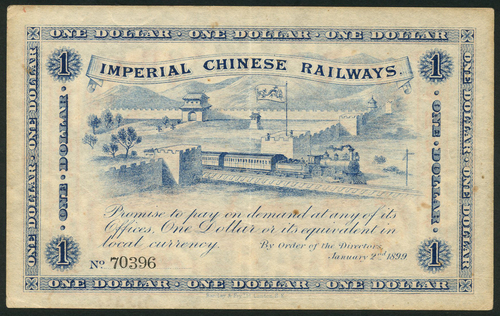 ONE DOLLAR · ONE DOLLAR · ONE DOLLAR
ONE DOLLAR · ONE DOLLAR
ONE DOLLAR · ONE DOLLAR
1
1
IMPERIAL CHINESE RAILWAYS.
ONE · DOLLAR
ONE · DOLLAR
Promise to pay on demand at any of its
Offices, One Dollar or its equivalent in
local currency.
By Order of the Directors
January 2nd 1899
No 70396
1
1
ONE DOLLAR · ONE DOLLAR · ONE DOLLAR